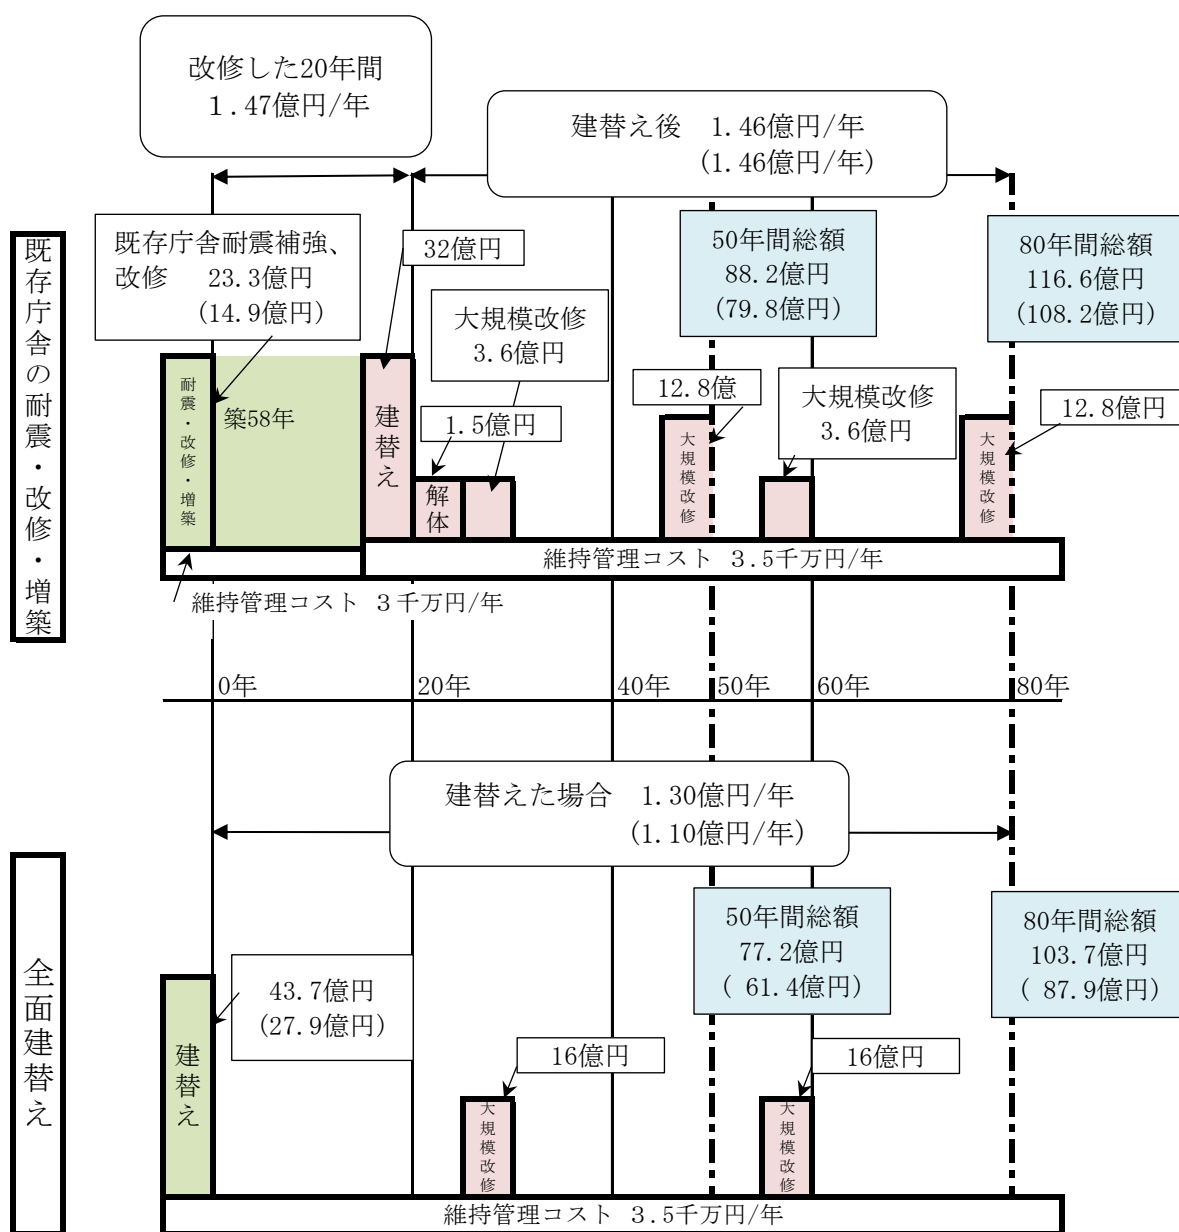 改修した20年間
１.47億円/年
建替え後　1.46億円/年
(1.46億円/年)
既存庁舎の耐震・改修・増築
既存庁舎耐震補強、
改修　23.3億円
(14.9億円)
32億円
大規模改修
3.6億円
1.5億円
50年間総額
88.2億円
(79.8億円)
80年間総額
116.6億円
(108.2億円)
12.8億
大規模改修
3.6億円
12.8億円
耐震・改修・増築
築58年
建替え
解体
大規模改修
大規模改修
維持管理コスト 3.5千万円/年
維持管理コスト ３千万円/年
0年
20年
40年
50年
60年
80年
建替えた場合　1.30億円/年
(1.10億円/年)
全面建替え
50年間総額
77.2億円
( 61.4億円)
80年間総額
103.7億円
( 87.9億円)
43.7億円
(27.9億円)
16億円
16億円
建替え
大規模改修
大規模改修
維持管理コスト 3.5千万円/年